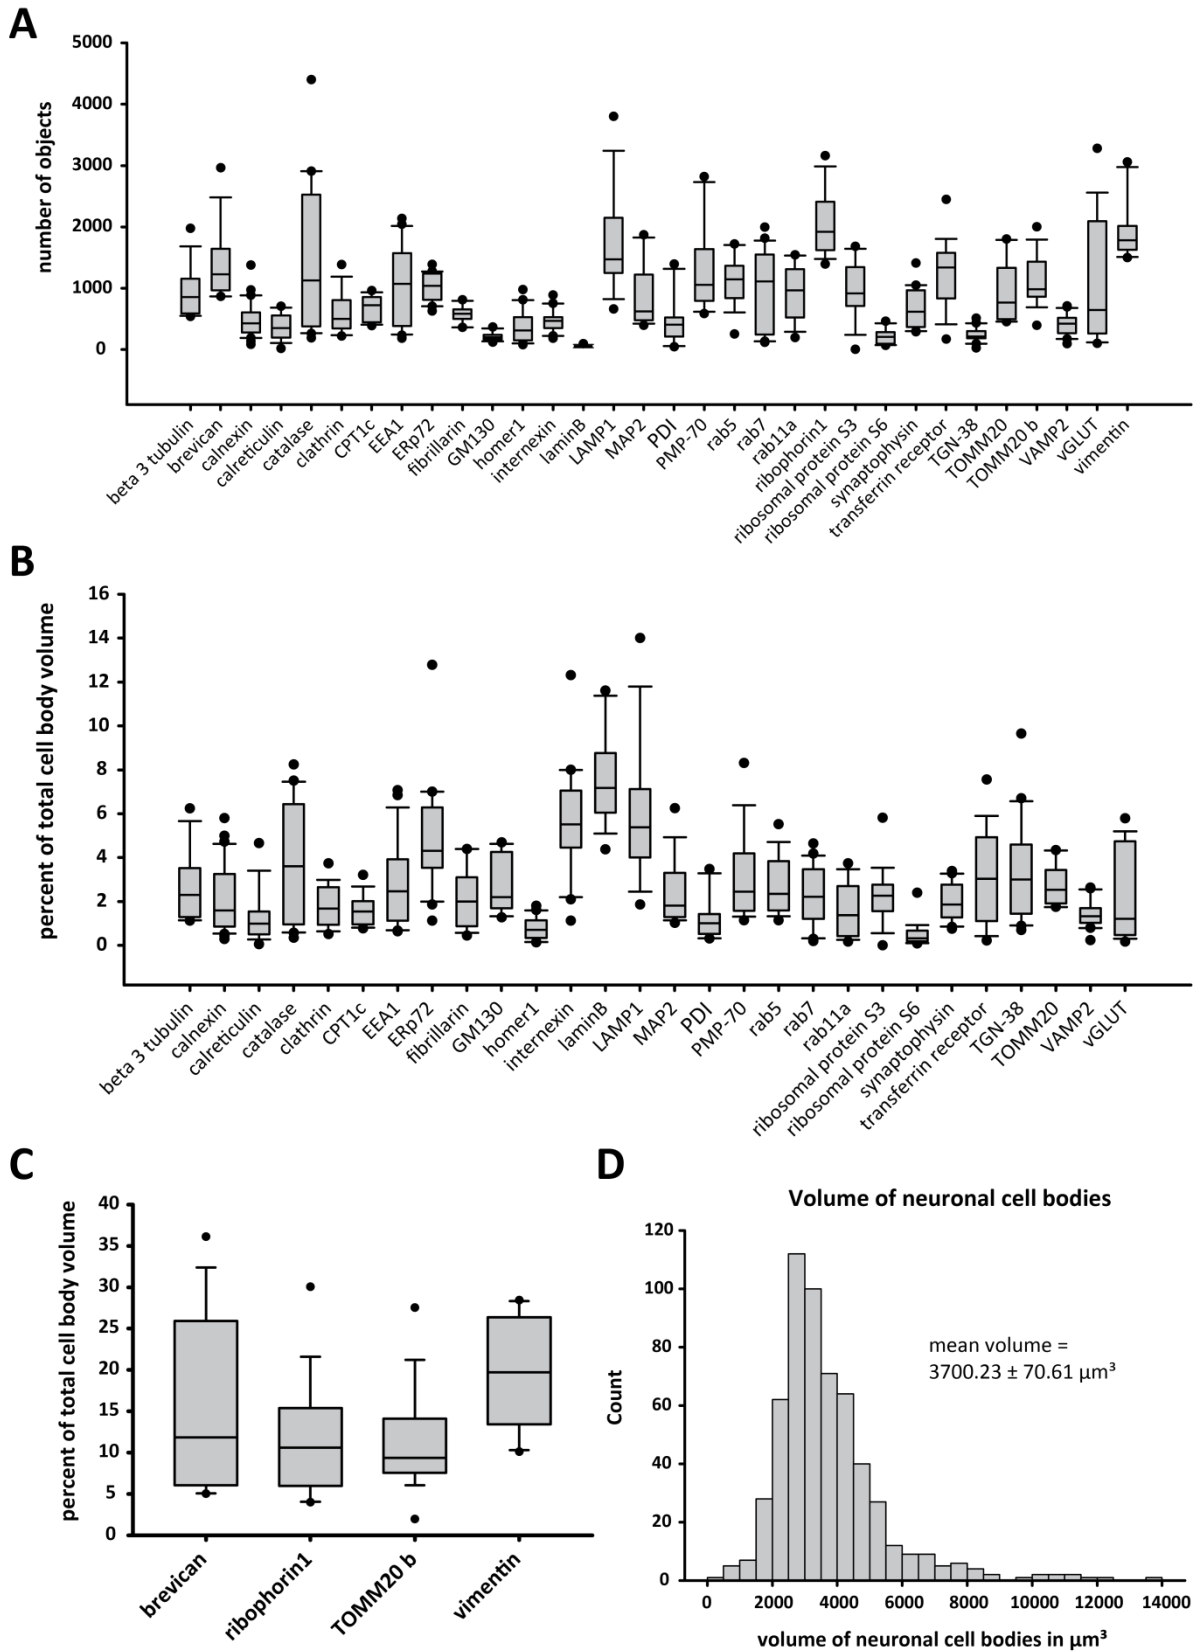 A
number of objects
5000
4000
3000
2000
1000
0
beta 3 tubulin
brevican
calnexin
calreticulin
catalase
clathrin
CPT1c
EEA1
ERp72
fibrillarin
GM130
homer1
internexin
laminB
LAMP1
MAP2
PDI
PMP-70
rab5
rab7
rab11a
ribophorin1
ribosomal protein S3
ribosomal protein S6
synaptophysin
transferrin receptor
TGN-38
TOMM20
TOMM20 b
VAMP2
vGLUT
vimentin
B
percent of total cell body volume
16
14
12
10
8
6
4
2
0
beta 3 tubulin
calnexin
calreticulin
catalase
clathrin
CPT1c
EEA1
ERp72
fibrillarin
GM130
homer1
internexin
laminB
LAMP1
MAP2
PDI
PMP-70
rab5
rab7
rab11a
ribosomal protein S3
ribosomal protein S6
synaptophysin
transferrin receptor
TGN-38
TOMM20
VAMP2
vGLUT
C
percent of total cell body volume
40
35
30
25
20
15
10
5
0
brevican
ribophorin1
TOMM20 b
vimentin
D
Volume of neuronal cell bodies
Count
120
100
80
60
40
20
0
mean volume =
3700.23 ± 70.61 µm³
0 2000 4000 6000 8000 10000 12000 14000
volume of neuronal cell bodies in µm³